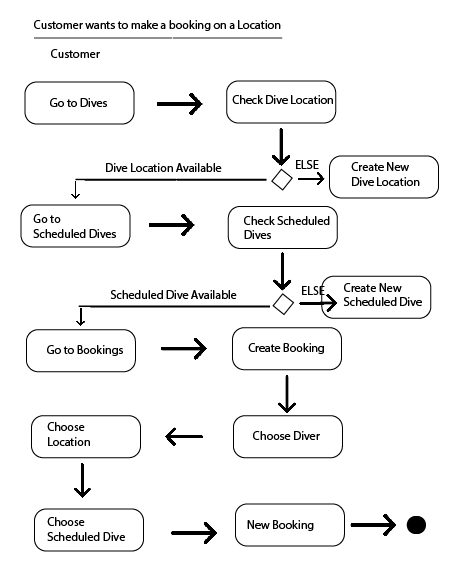 Customer wants to make a booking on a Location
Customer
Go to Dives
Check Dive Location
Dive Location Available
ELSE
Create New
Dive Location
Go to
Scheduled Dives
Check Scheduled
Dives
Scheduled Dive Available
ELSE
Create New
Scheduled Dive
Go to Bookings
Create Booking
Choose
Location
Choose Diver
Choose
Scheduled Dive
New Booking